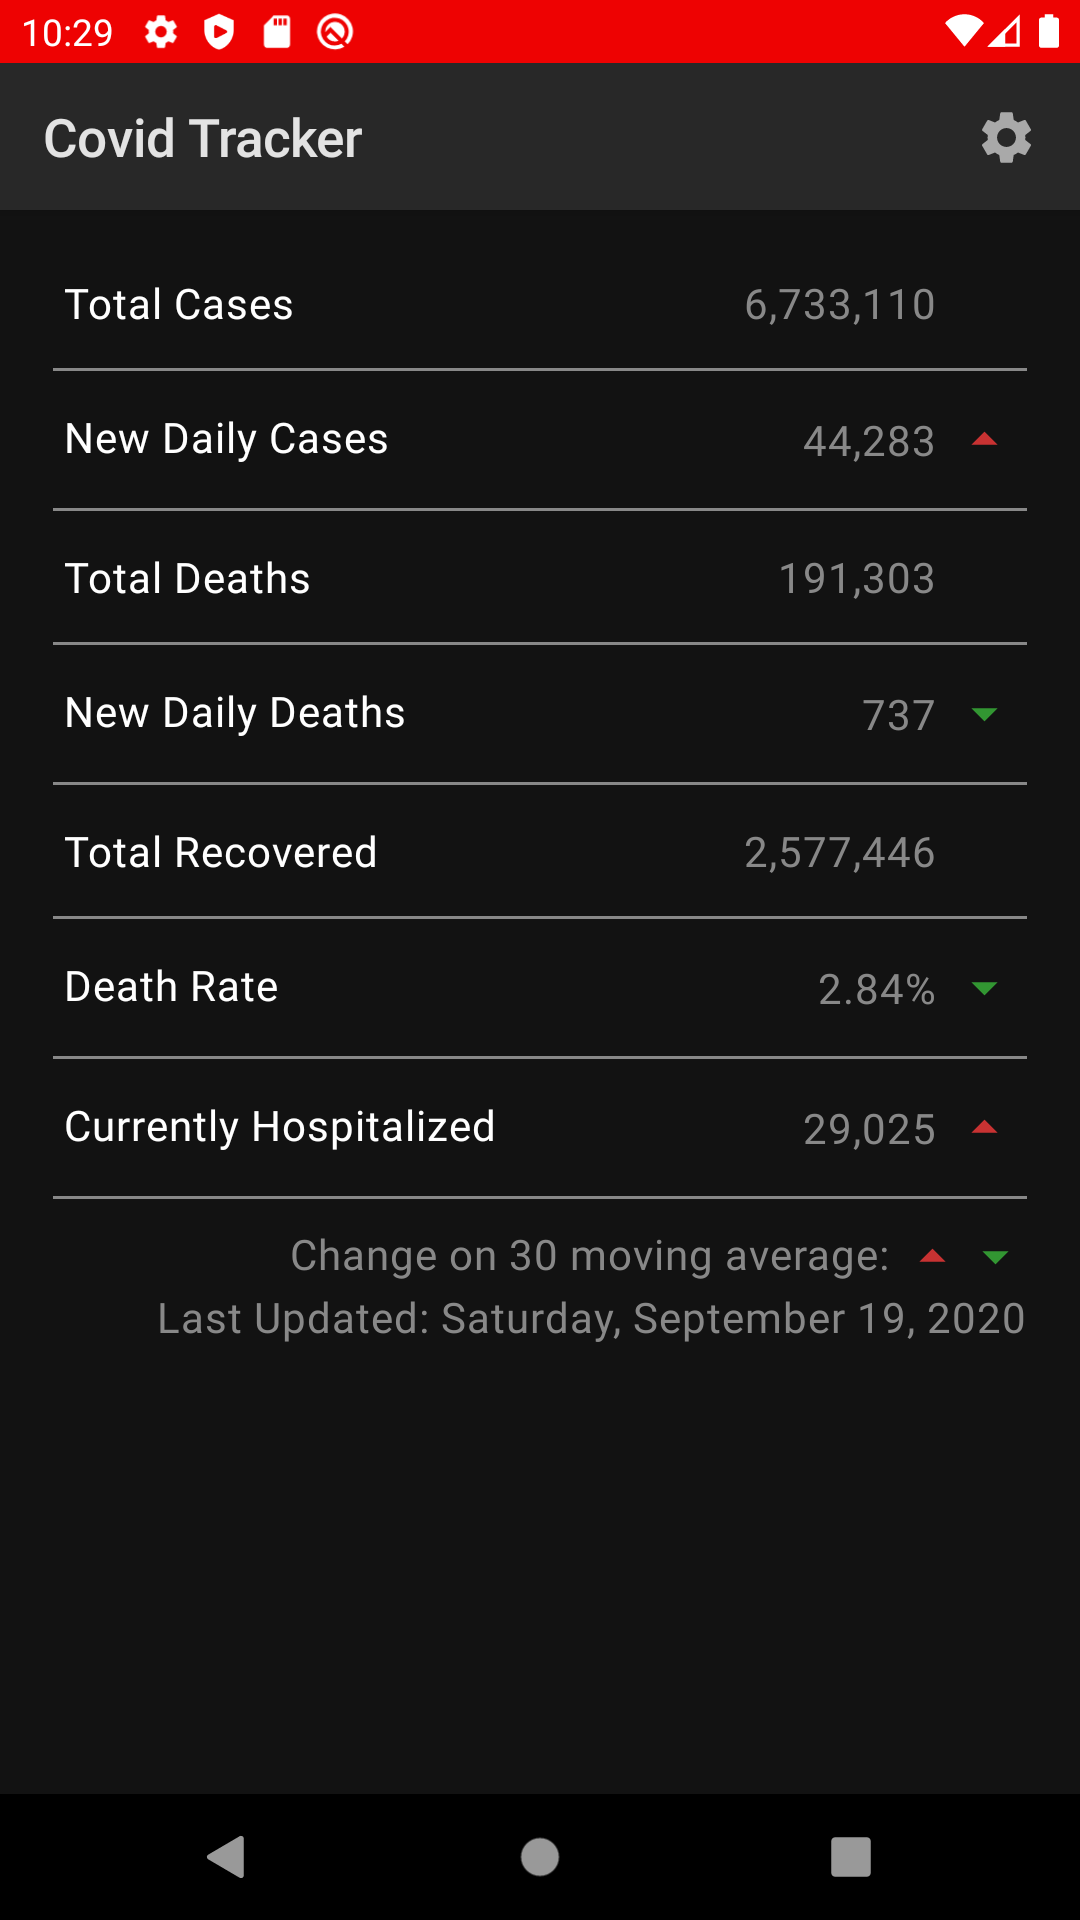 10:29
Covid Tracker
Total Cases 6,733,110
New Daily Cases 44,283
Total Deaths 191,303
New Daily Deaths 737
Total Recovered 2,577,446
Death Rate 2.84%
Currently Hospitalized 29,025
Change on 30 moving average:
Last Updated: Saturday, September 19, 2020